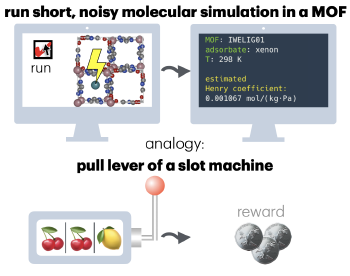 run short, noisy molecular simulation in a MOF
run
MOF: IWELIG01
adsorbate: xenon
T: 298 K
estimated
Henry coefficient:
0.001067 mol/(kg·Pa)
analogy:
pull lever of a slot machine
reward